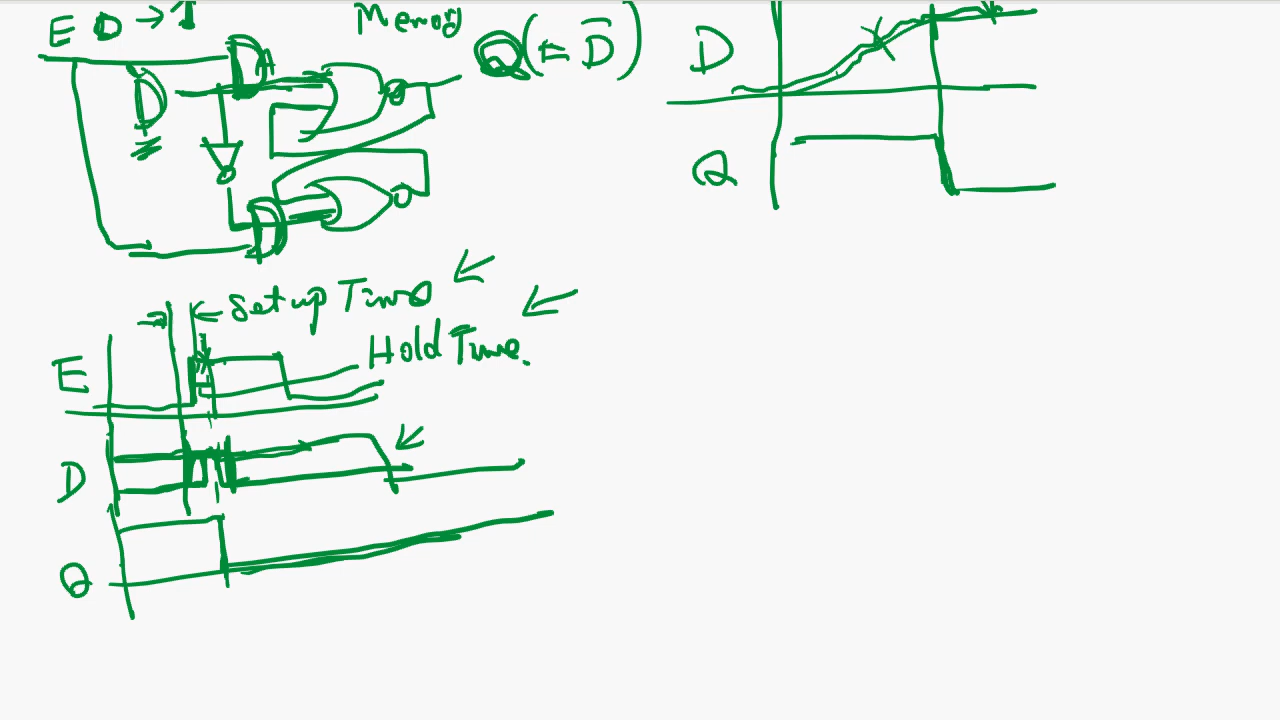 E D → 1
Memory
Q(= D̅)
D
D
Q
Setup Time
Hold Time.
E
D
Q